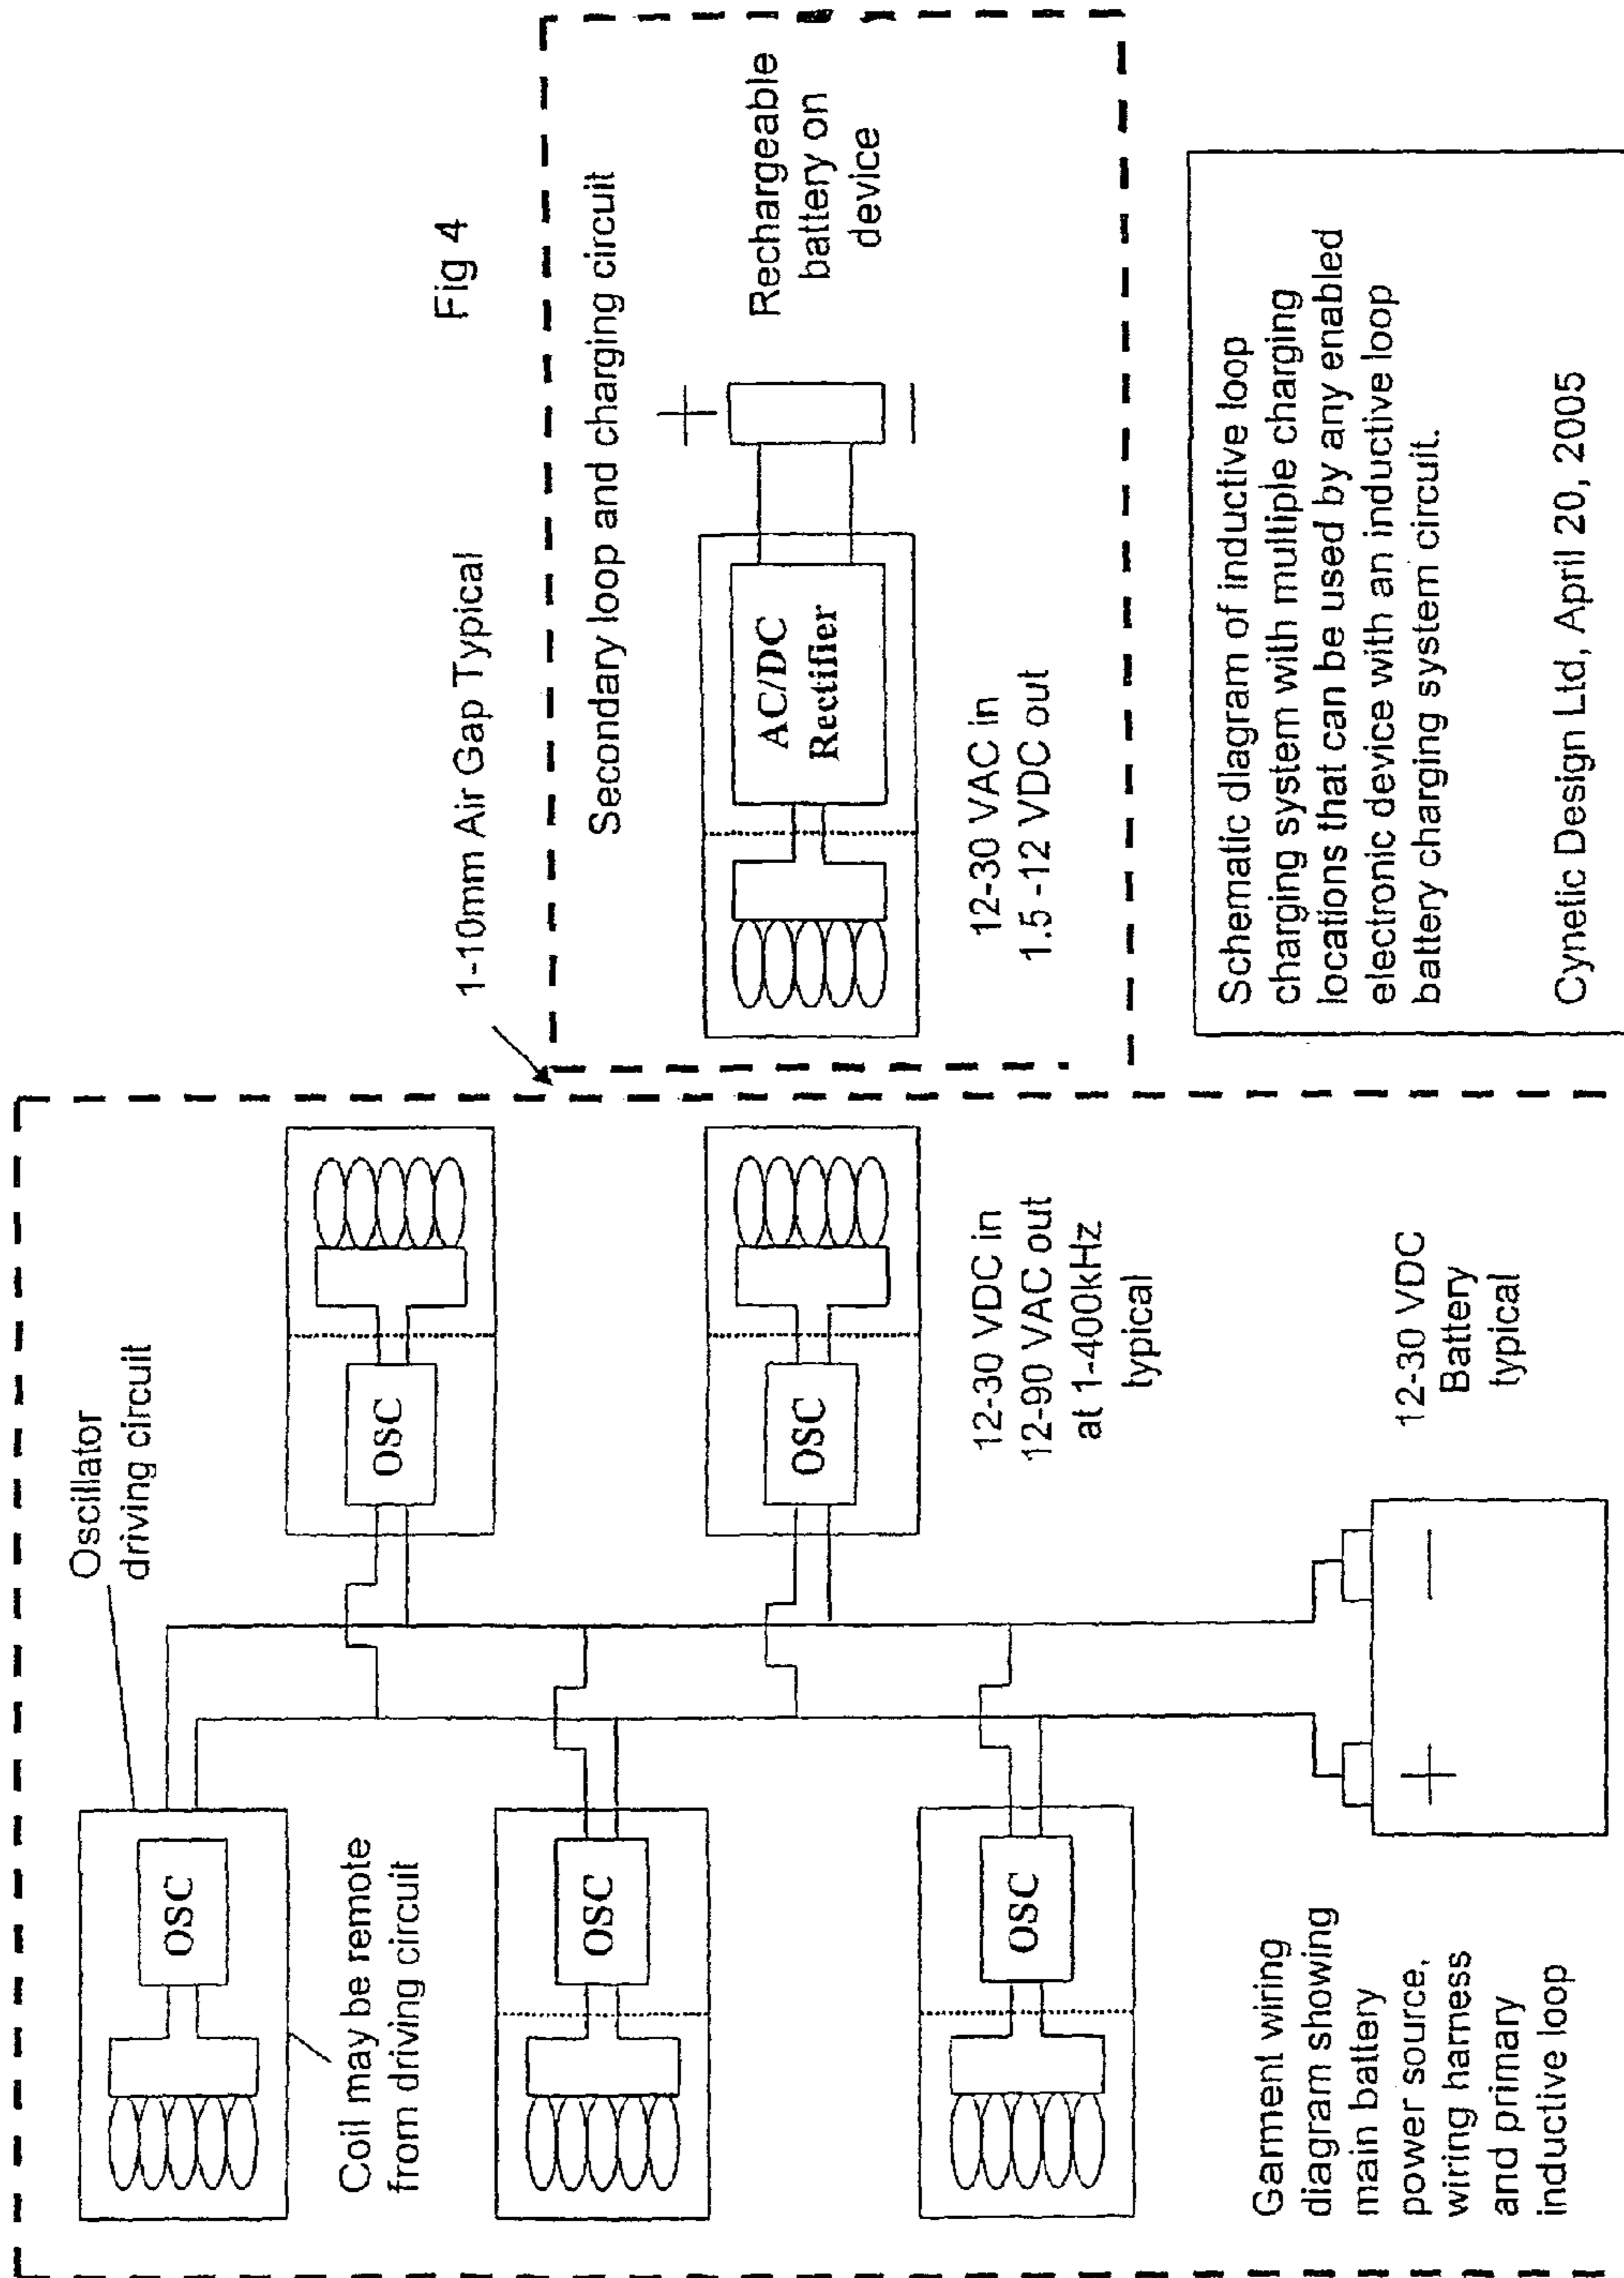 Fig 4
1-10mm Air Gap Typical
Oscillator
driving circuit
OSC
Coil may be remote
from driving circuit
OSC
OSC
OSC
OSC
12-30 VDC in
12-90 VAC out
at 1-400kHz
typical
12-30 VDC
Battery
typical
+
−
Garment wiring
diagram showing
main battery
power source,
wiring harness
and primary
inductive loop
Secondary loop and charging circuit
AC/DC
Rectifier
12-30 VAC in
1.5 -12 VDC out
+
−
Rechargeable
battery on
device
Schematic diagram of inductive loop
charging system with multiple charging
locations that can be used by any enabled
electronic device with an inductive loop
battery charging system circuit.
Cynetic Design Ltd, April 20, 2005